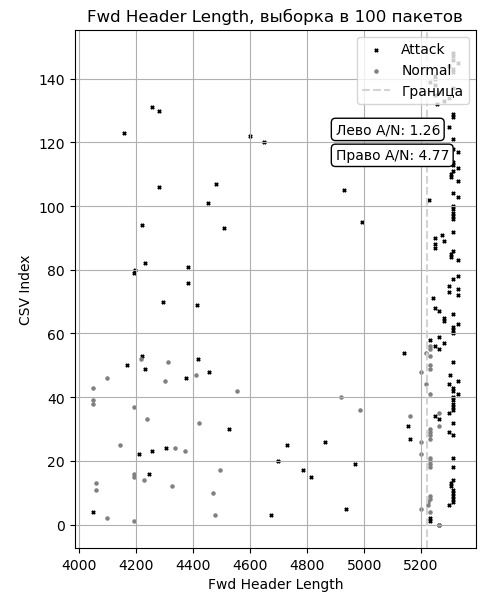 Fwd Header Length, выборка в 100 пакетов
Attack
Normal
Граница
Лево A/N: 1.26
Право A/N: 4.77
140
120
100
80
60
40
20
0
CSV Index
4000 4200 4400 4600 4800 5000 5200
Fwd Header Length